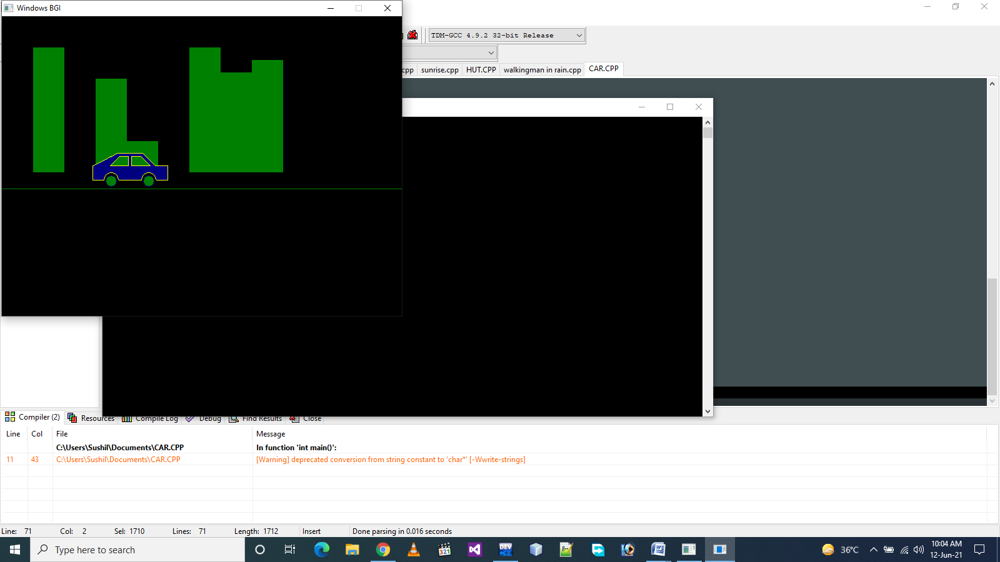 Windows BGI
TDM-GCC 4.9.2 32-bit Release
cpp sunrise.cpp HUT.CPP walkingman in rain.cpp CAR.CPP
Compiler (2) Resources Compile Log Debug Find Results Close
Line Col File Message
C:\Users\Sushil\Documents\CAR.CPP In function 'int main()':
11 43 C:\Users\Sushil\Documents\CAR.CPP [Warning] deprecated conversion from string constant to 'char*' [-Wwrite-strings]
Line: 71 Col: 2 Sel: 1710 Lines: 71 Length: 1712 Insert Done parsing in 0.016 seconds
Type here to search
321
DEV
36°C
10:04 AM
12-Jun-21